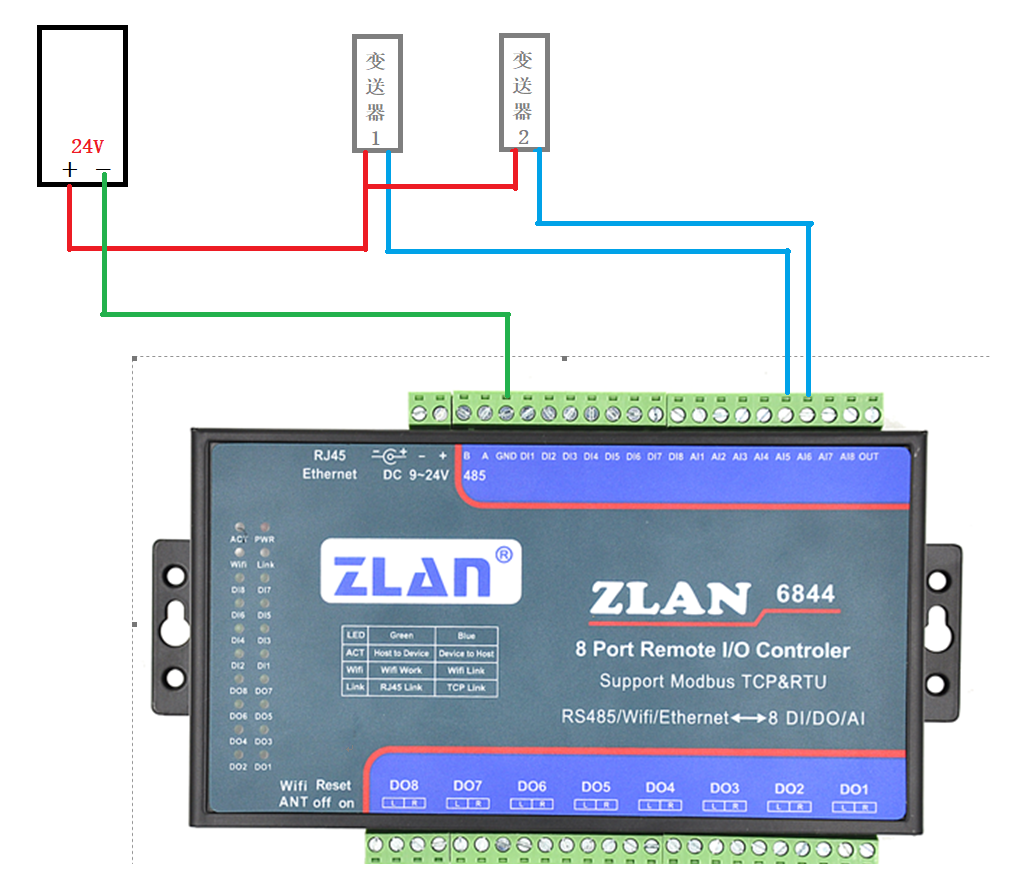 24V
+ −
变
送
器
1
变
送
器
2
RJ45
Ethernet
− + − +
DC 9~24V
B A GND DI1 DI2 DI3 DI4 DI5 DI6 DI7 DI8 AI1 AI2 AI3 AI4 AI5 AI6 AI7 AI8 OUT
485
ACT PWR
Wifi Link
DI8 DI7
DI6 DI5
DI4 DI3
DI2 DI1
DO8 DO7
DO6 DO5
DO4 DO3
DO2 DO1
ZLAN®
LED Green Blue
ACT Host to Device Device to Host
Wifi Wifi Work Wifi Link
Link RJ45 Link TCP Link
ZLAN 6844
8 Port Remote I/O Controler
Support Modbus TCP&RTU
RS485/Wifi/Ethernet↔8 DI/DO/AI
Wifi Reset
ANT off on
DO8 DO7 DO6 DO5 DO4 DO3 DO2 DO1
L R L R L R L R L R L R L R L R